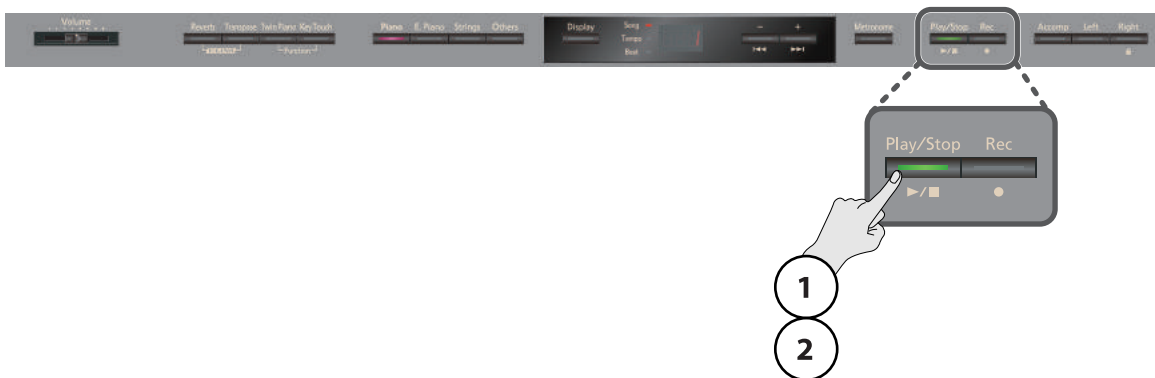 Volume
Reverb Transpose Twin Piano Key Touch
Function
Piano E. Piano Strings Others
Display
Song
Tempo
Beat
- +
Metronome
Play/Stop Rec
Accomp Left Right
Play/Stop Rec
1
2